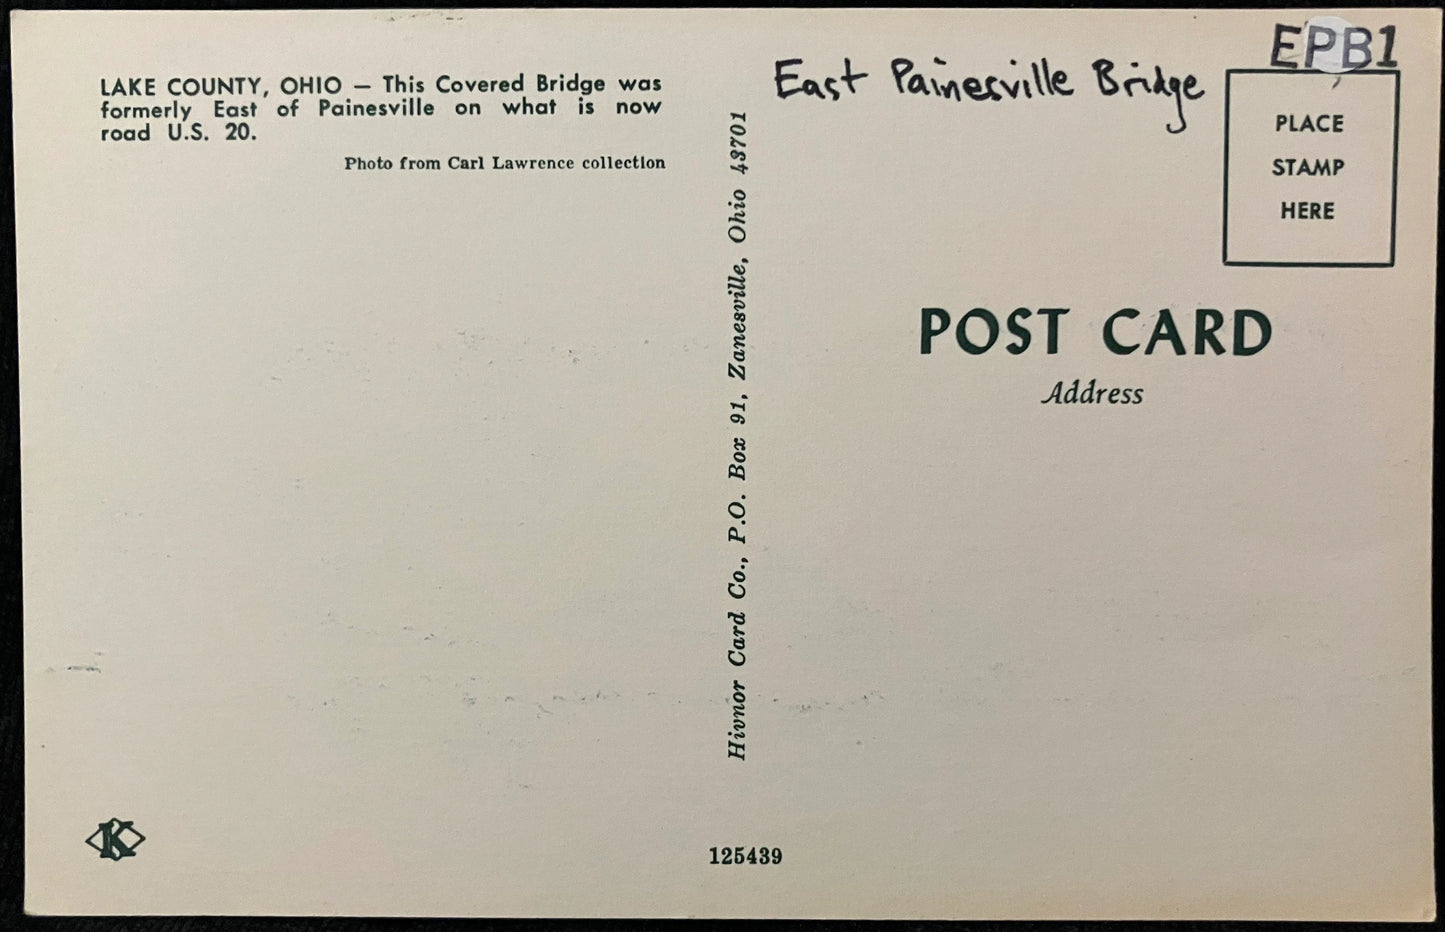 EPB1
East Painesville Bridge
LAKE COUNTY, OHIO — This Covered Bridge was
formerly East of Painesville on what is now
road U.S. 20.
Photo from Carl Lawrence collection
Hivnor Card Co., P.O. Box 91, Zanesville, Ohio 43701
PLACE
STAMP
HERE
POST CARD
Address
K
125439